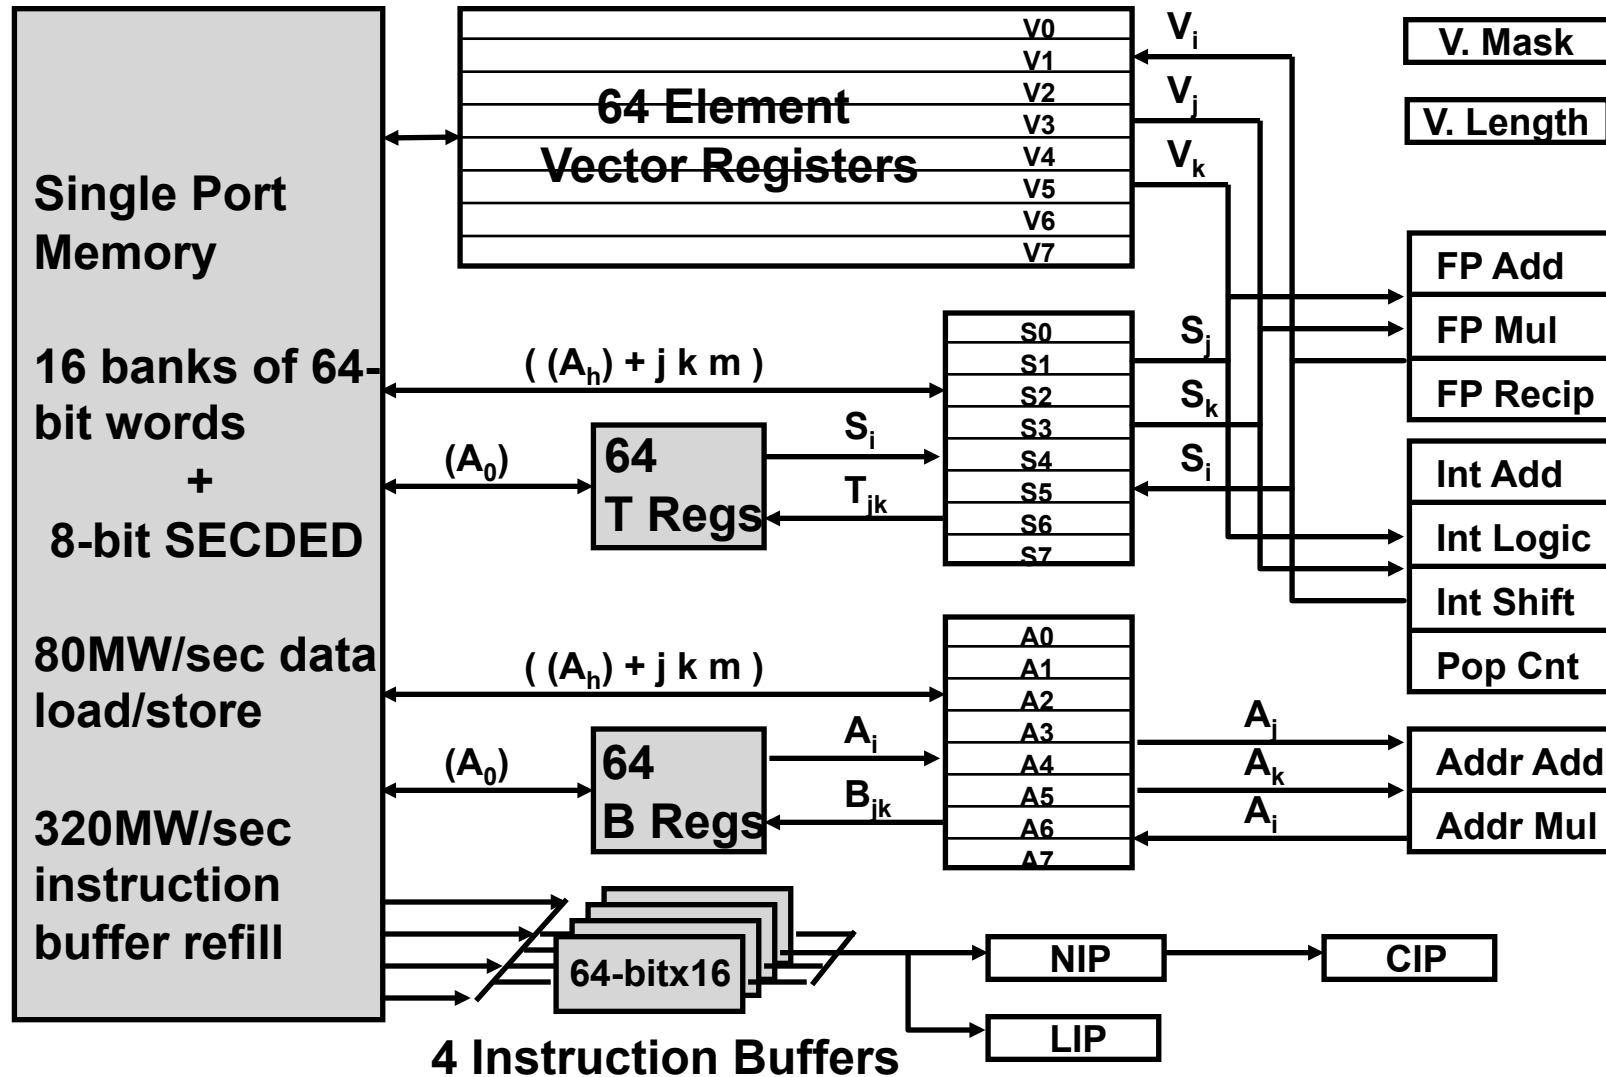 Single Port
Memory
16 banks of 64-
bit words
+
8-bit SECDED
80MW/sec data
load/store
320MW/sec
instruction
buffer refill
V0
V1
V2
V3
V4
V5
V6
V7
64 Element
Vector Registers
Vi
Vj
Vk
V. Mask
V. Length
( (Ah) + j k m )
(A0)
64
T Regs
Si
Tjk
S0
S1
S2
S3
S4
S5
S6
S7
Sj
Sk
Si
FP Add
FP Mul
FP Recip
Int Add
Int Logic
Int Shift
Pop Cnt
( (Ah) + j k m )
(A0)
64
B Regs
Ai
Bjk
A0
A1
A2
A3
A4
A5
A6
A7
Aj
Ak
Ai
Addr Add
Addr Mul
64-bitx16
4 Instruction Buffers
NIP
CIP
LIP